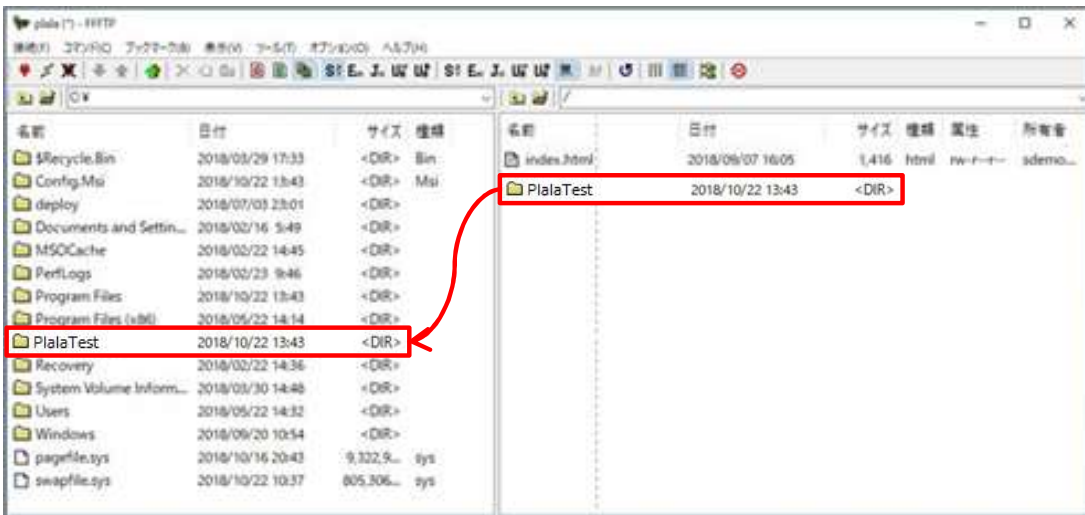 plala (*) - FFFTP
接続(F) コマンド(C) ブックマーク(B) 表示(V) ツール(T) オプション(O) ヘルプ(H)
C:¥
/
名前 日付 サイズ 種類
$Recycle.Bin 2018/03/29 17:33 <DIR> Bin
Config.Msi 2018/10/22 13:43 <DIR> Msi
deploy 2018/07/03 23:01 <DIR>
Documents and Settin... 2018/02/16 5:49 <DIR>
MSOCache 2018/02/22 14:45 <DIR>
PerfLogs 2018/02/23 9:46 <DIR>
Program Files 2018/10/22 13:43 <DIR>
Program Files (x86) 2018/05/22 14:14 <DIR>
PlalaTest 2018/10/22 13:43 <DIR>
Recovery 2018/02/22 14:36 <DIR>
System Volume Inform... 2018/03/30 14:48 <DIR>
Users 2018/05/22 14:32 <DIR>
Windows 2018/09/20 10:54 <DIR>
pagefile.sys 2018/10/16 20:43 9,322,9... sys
swapfile.sys 2018/10/22 10:37 805,306... sys
名前 日付 サイズ 種類 属性 所有者
index.html 2018/09/07 16:05 1,416 html rw-r--r-- sdemo...
PlalaTest 2018/10/22 13:43 <DIR>